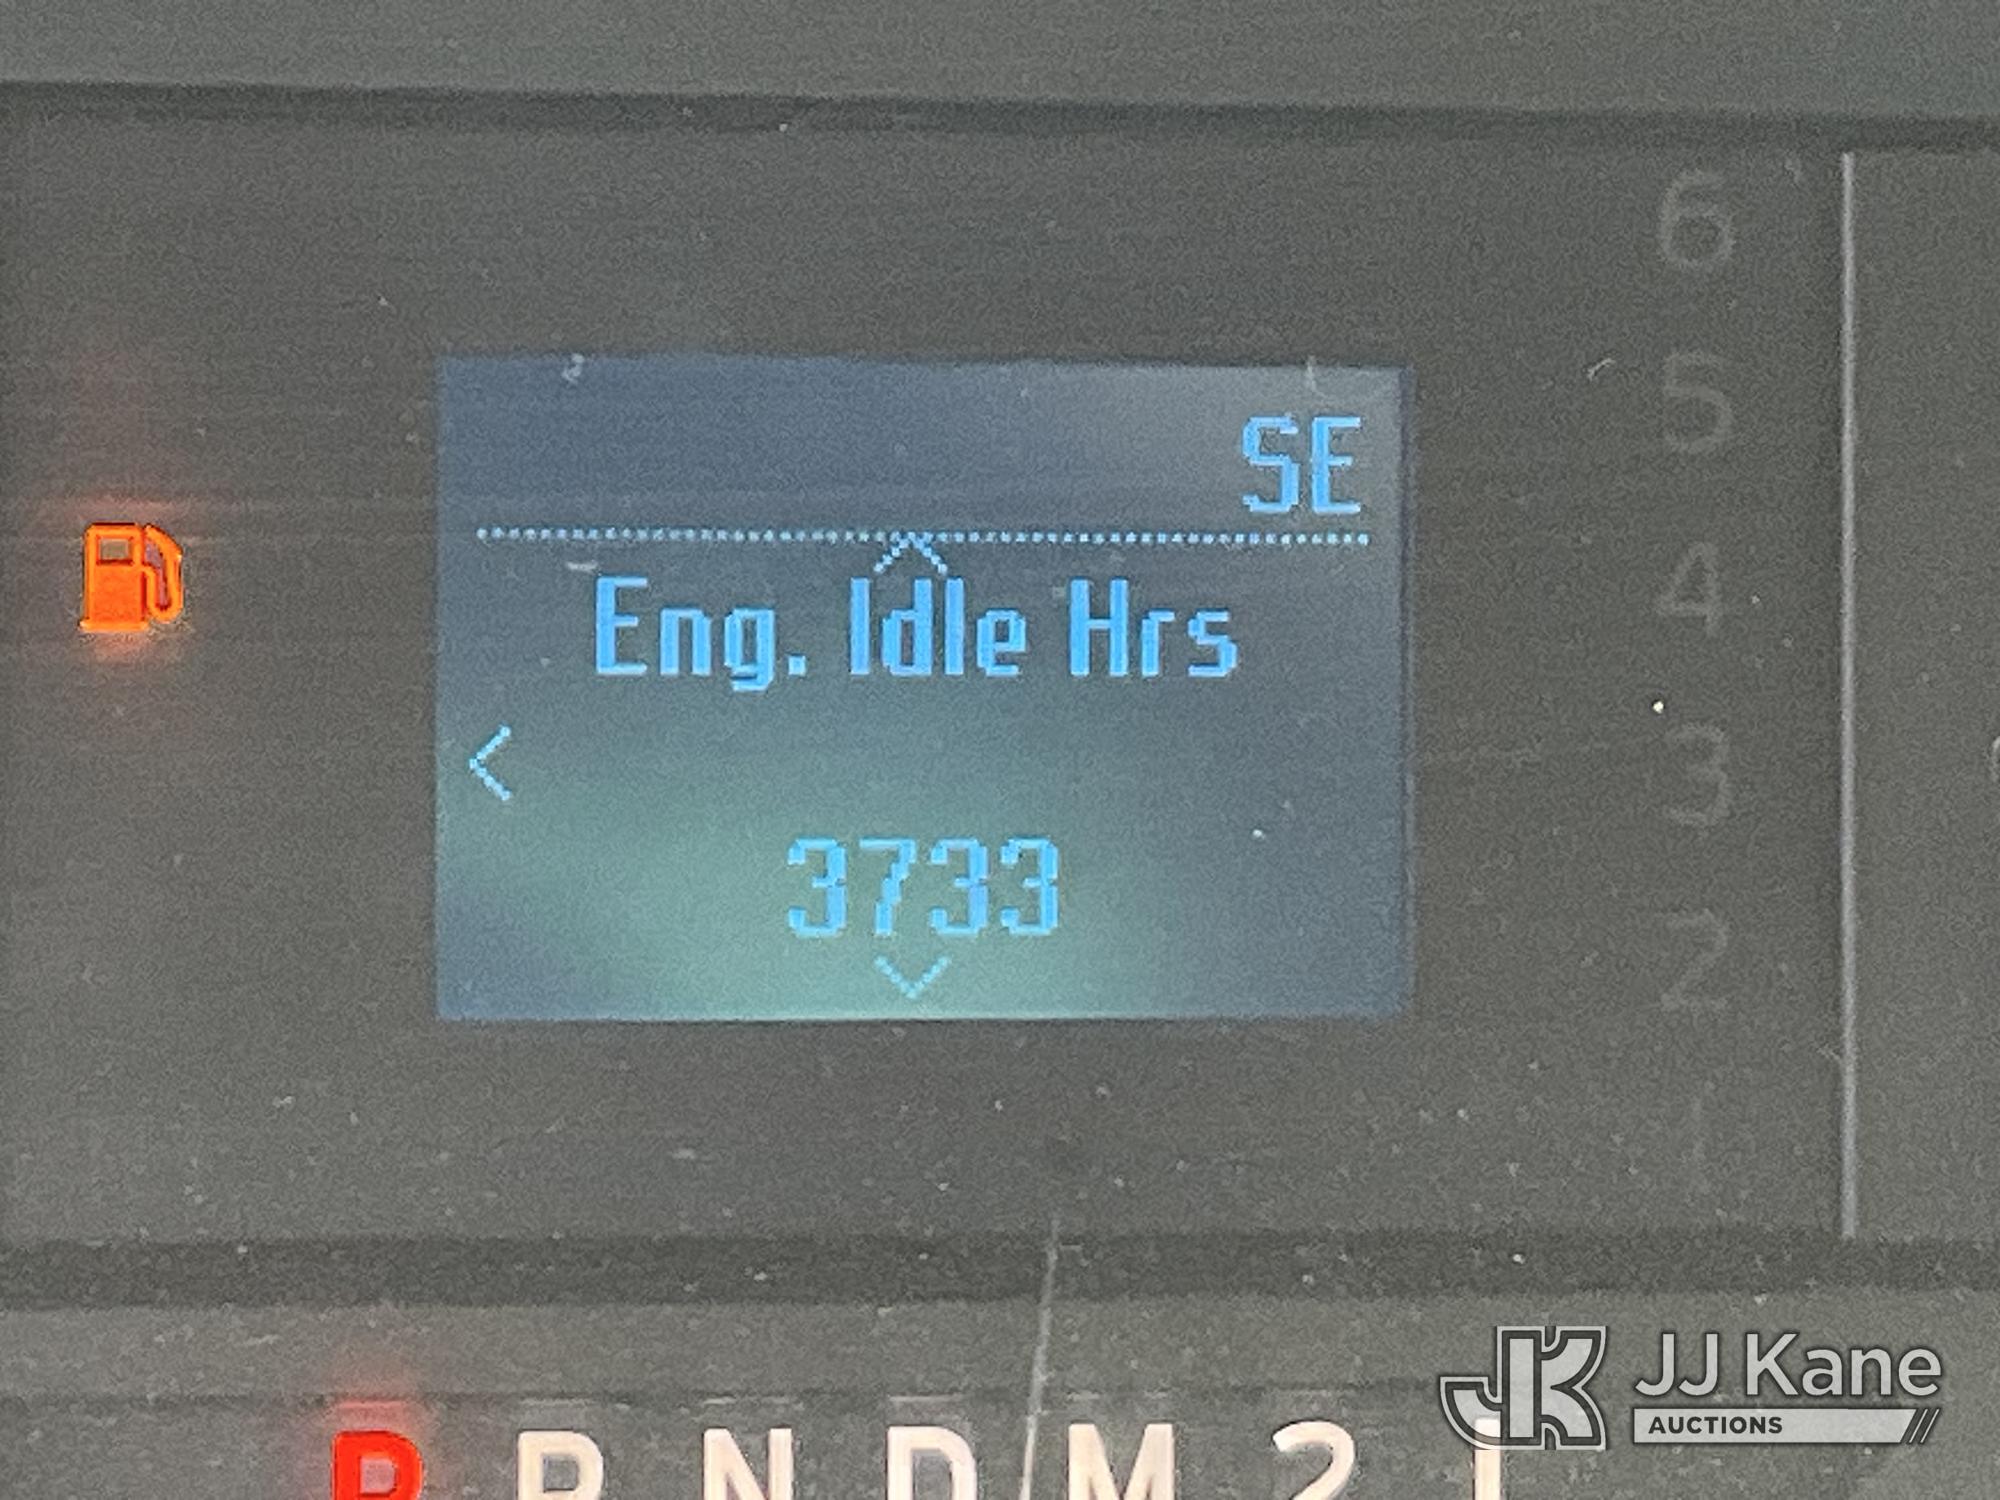 6
5
4
3
2
1
SE
Eng. Idle Hrs
3733
P R N D M 2 1
JJ Kane
AUCTIONS